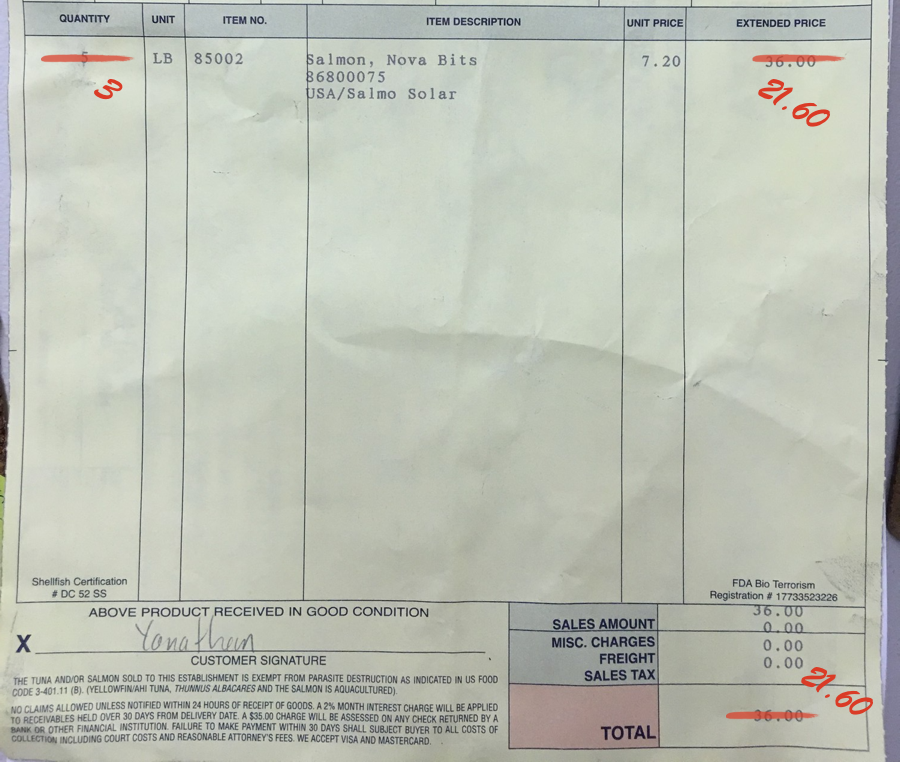 QUANTITY UNIT ITEM NO. ITEM DESCRIPTION UNIT PRICE EXTENDED PRICE
5 LB 85002 Salmon, Nova Bits 7.20 36.00
3 86800075 21.60
USA/Salmo Solar
Shellfish Certification
# DC 52 SS
FDA Bio Terrorism
Registration # 17733523226
ABOVE PRODUCT RECEIVED IN GOOD CONDITION
X Yonathan
CUSTOMER SIGNATURE
36.00
SALES AMOUNT 0.00
MISC. CHARGES 0.00
FREIGHT 0.00
SALES TAX
21.60
36.00
TOTAL
THE TUNA AND/OR SALMON SOLD TO THIS ESTABLISHMENT IS EXEMPT FROM PARASITE DESTRUCTION AS INDICATED IN US FOOD
CODE 3-401.11 (B). (YELLOWFIN/AHI TUNA, THUNNUS ALBACARES AND THE SALMON IS AQUACULTURED).
NO CLAIMS ALLOWED UNLESS NOTIFIED WITHIN 24 HOURS OF RECEIPT OF GOODS. A 2% MONTH INTEREST CHARGE WILL BE APPLIED
TO RECEIVABLES HELD OVER 30 DAYS FROM DELIVERY DATE. A $35.00 CHARGE WILL BE ASSESSED ON ANY CHECK RETURNED BY A
BANK OR OTHER FINANCIAL INSTITUTION. FAILURE TO MAKE PAYMENT WITHIN 30 DAYS SHALL SUBJECT BUYER TO ALL COSTS OF
COLLECTION INCLUDING COURT COSTS AND REASONABLE ATTORNEY'S FEES. WE ACCEPT VISA AND MASTERCARD.